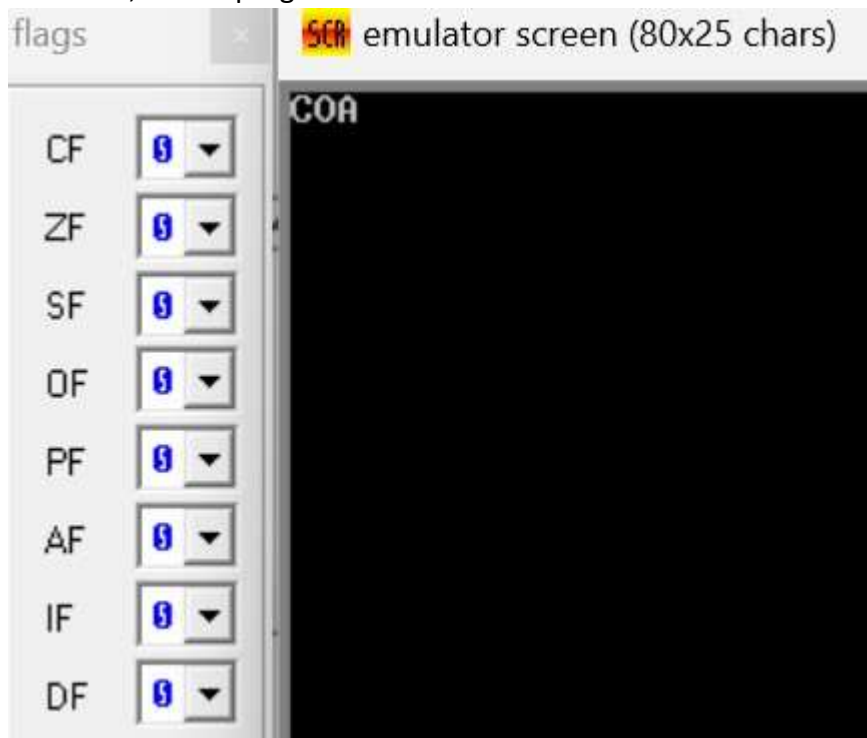 flags
SCR emulator screen (80x25 chars)
COA
CF 0
ZF 0
SF 0
OF 0
PF 0
AF 0
IF 0
DF 0